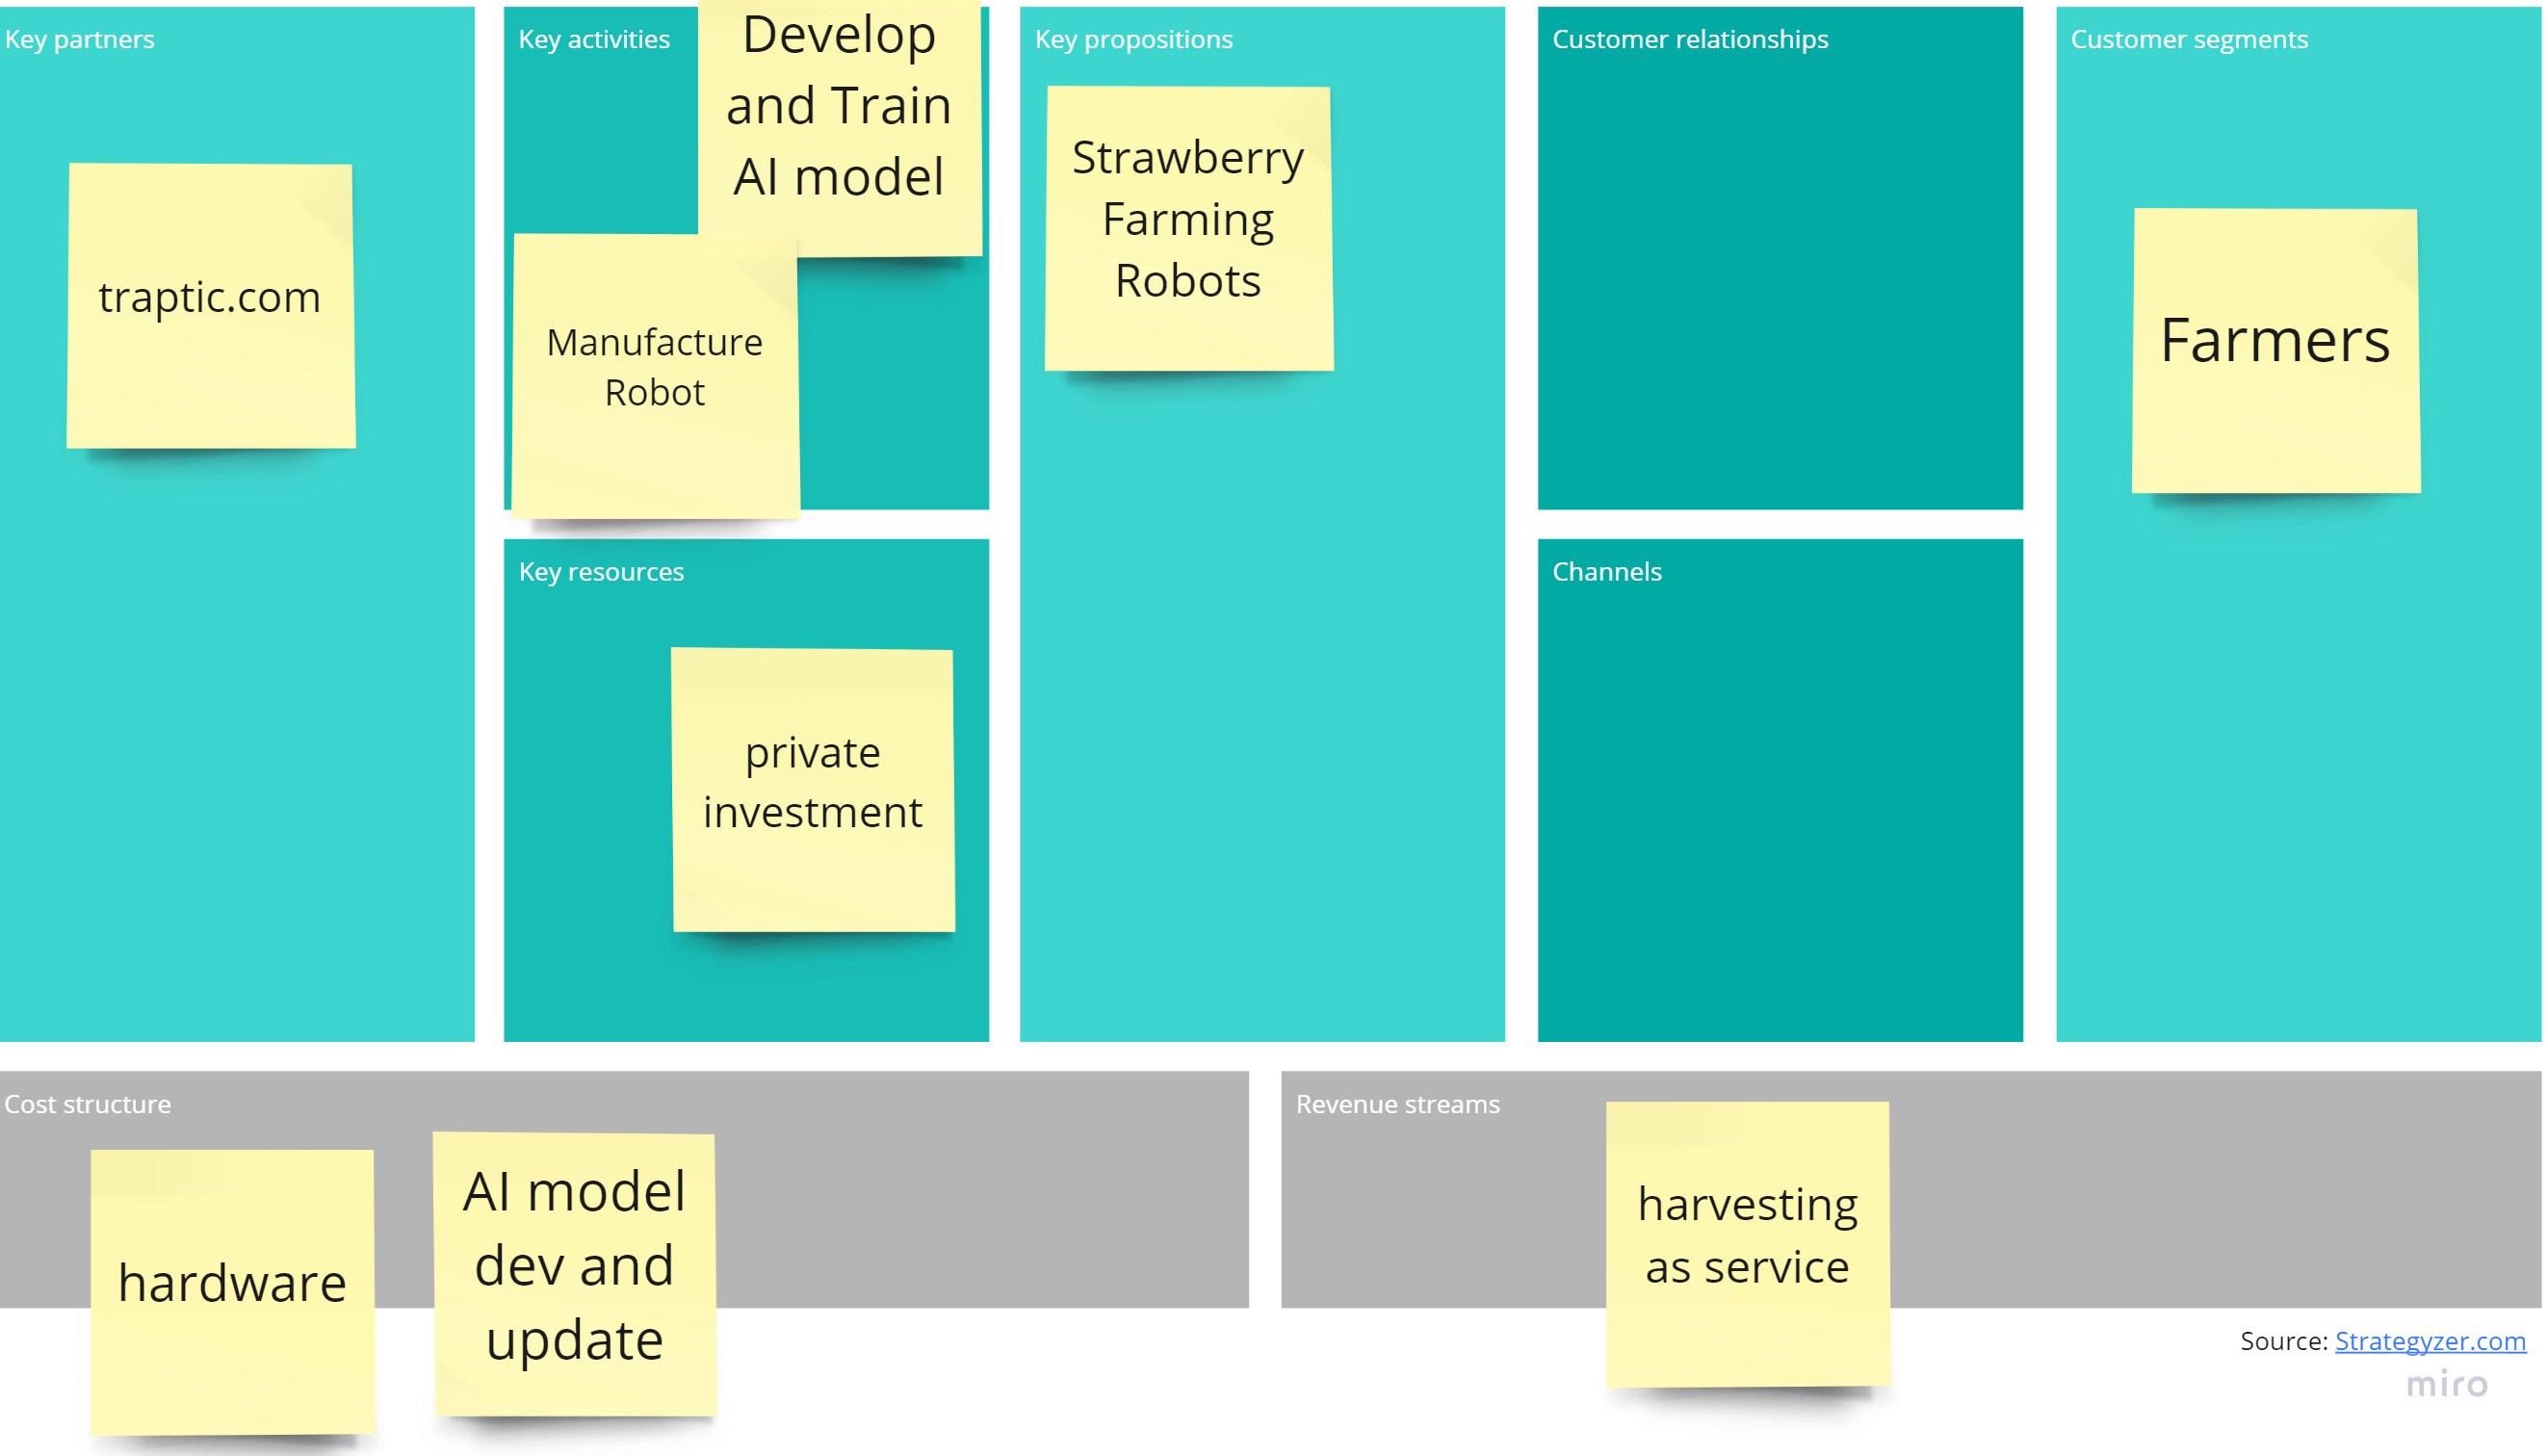 Key partners
traptic.com
Key activities
Develop
and Train
AI model
Manufacture
Robot
Key resources
private
investment
Key propositions
Strawberry
Farming
Robots
Customer relationships
Channels
Customer segments
Farmers
Cost structure
hardware
AI model
dev and
update
Revenue streams
harvesting
as service
Source: Strategyzer.com
miro